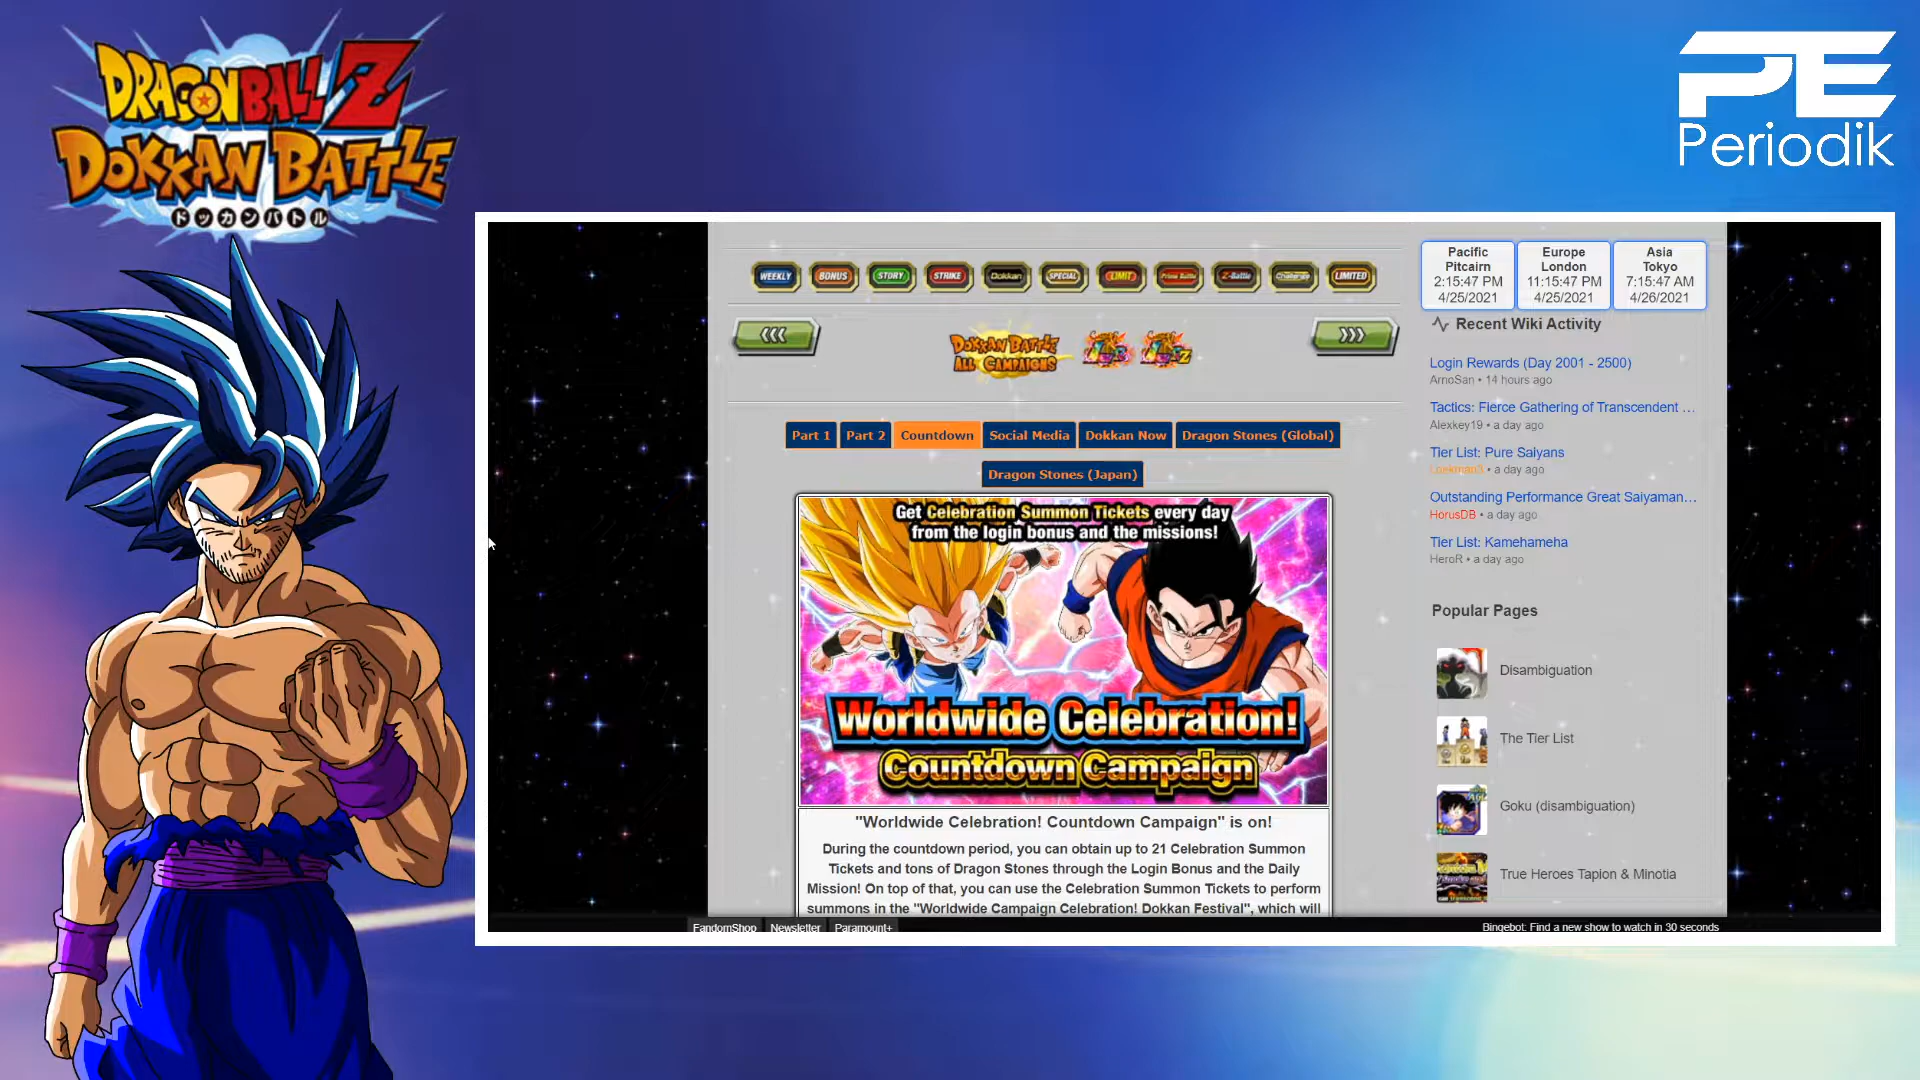 DRAGONBALL Z
DOKKAN BATTLE
ドッカンバトル
PE
Periodik
WEEKLY
BONUS
STORY
STRIKE
Dokkan
SPECIAL
LIMIT
Prime Battle
Z-Battle
Challenge
LIMITED
DOKKAN BATTLE
ALL CAMPAIGNS
Part 1
Part 2
Countdown
Social Media
Dokkan Now
Dragon Stones (Global)
Dragon Stones (Japan)
Get Celebration Summon Tickets every day
from the login bonus and the missions!
Worldwide Celebration!
Countdown Campaign
"Worldwide Celebration! Countdown Campaign" is on!
During the countdown period, you can obtain up to 21 Celebration Summon
Tickets and tons of Dragon Stones through the Login Bonus and the Daily
Mission! On top of that, you can use the Celebration Summon Tickets to perform
summons in the "Worldwide Campaign Celebration! Dokkan Festival", which will
Pacific
Pitcairn
2:15:47 PM
4/25/2021
Europe
London
11:15:47 PM
4/25/2021
Asia
Tokyo
7:15:47 AM
4/26/2021
Recent Wiki Activity
Login Rewards (Day 2001 - 2500)
ArnoSan • 14 hours ago
Tactics: Fierce Gathering of Transcendent …
Alexkey19 • a day ago
Tier List: Pure Saiyans
Loekman3 • a day ago
Outstanding Performance Great Saiyaman…
HorusDB • a day ago
Tier List: Kamehameha
HeroR • a day ago
Popular Pages
Disambiguation
The Tier List
Goku (disambiguation)
True Heroes Tapion & Minotia
FandomShop
Newsletter
Paramount+
Bingebot: Find a new show to watch in 30 seconds